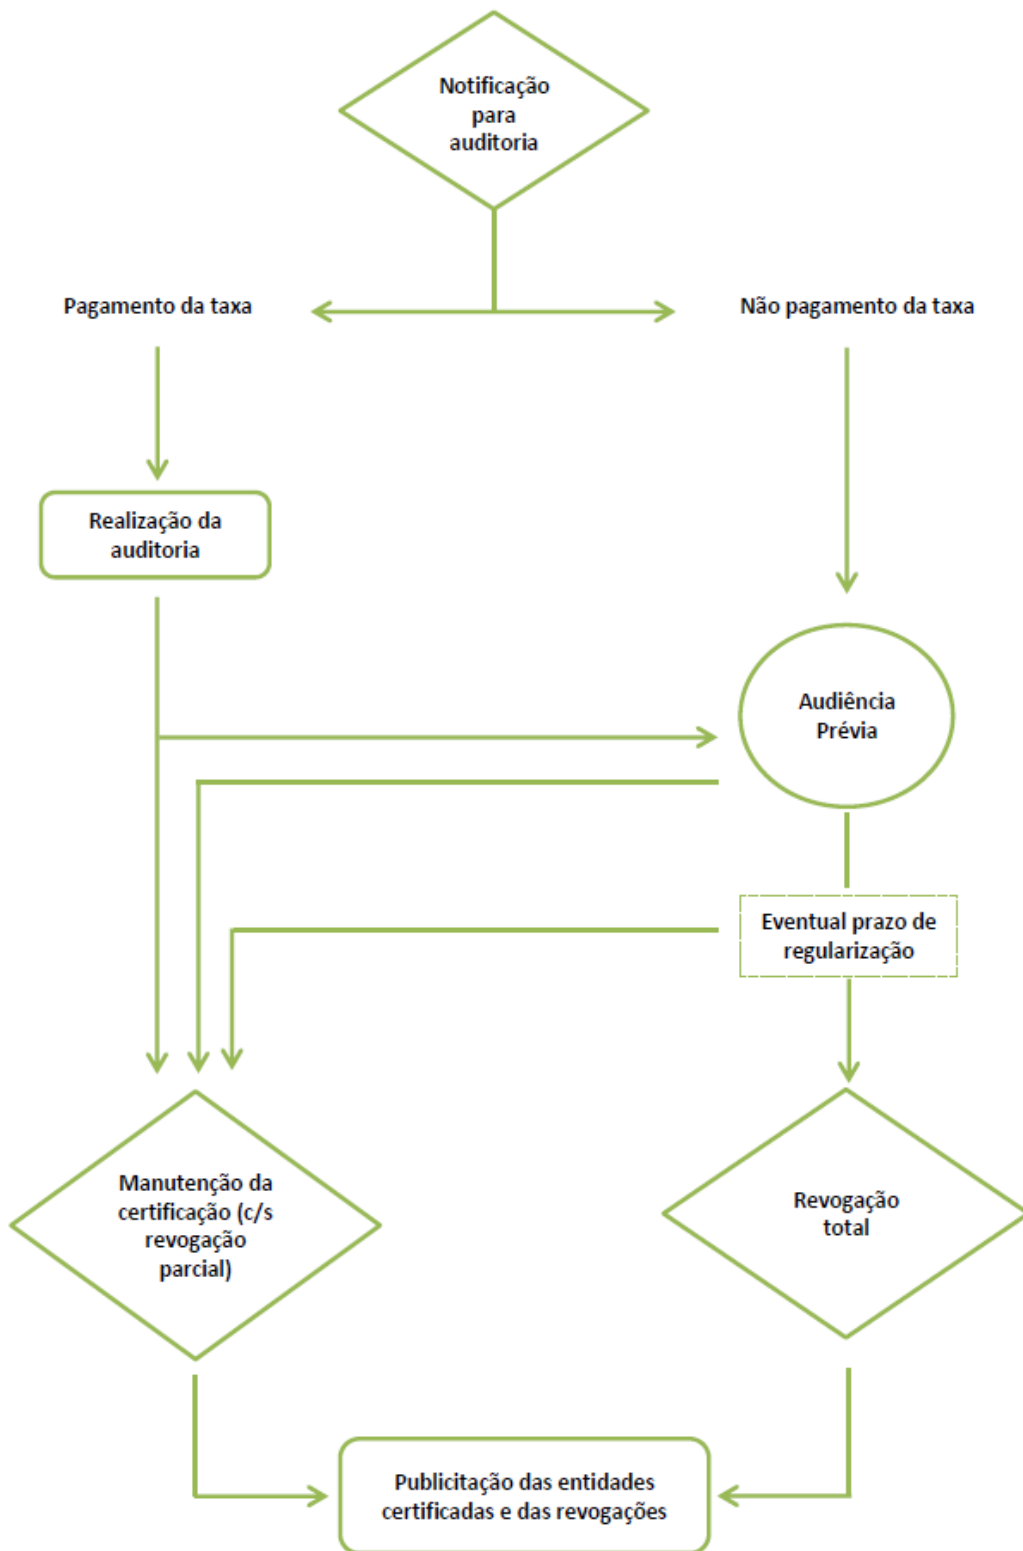 Notificação
para
auditoria
Pagamento da taxa
Não pagamento da taxa
Realização da
auditoria
Audiência
Prévia
Eventual prazo de
regularização
Manutenção da
certificação (c/s
revogação
parcial)
Revogação
total
Publicitação das entidades
certificadas e das revogações